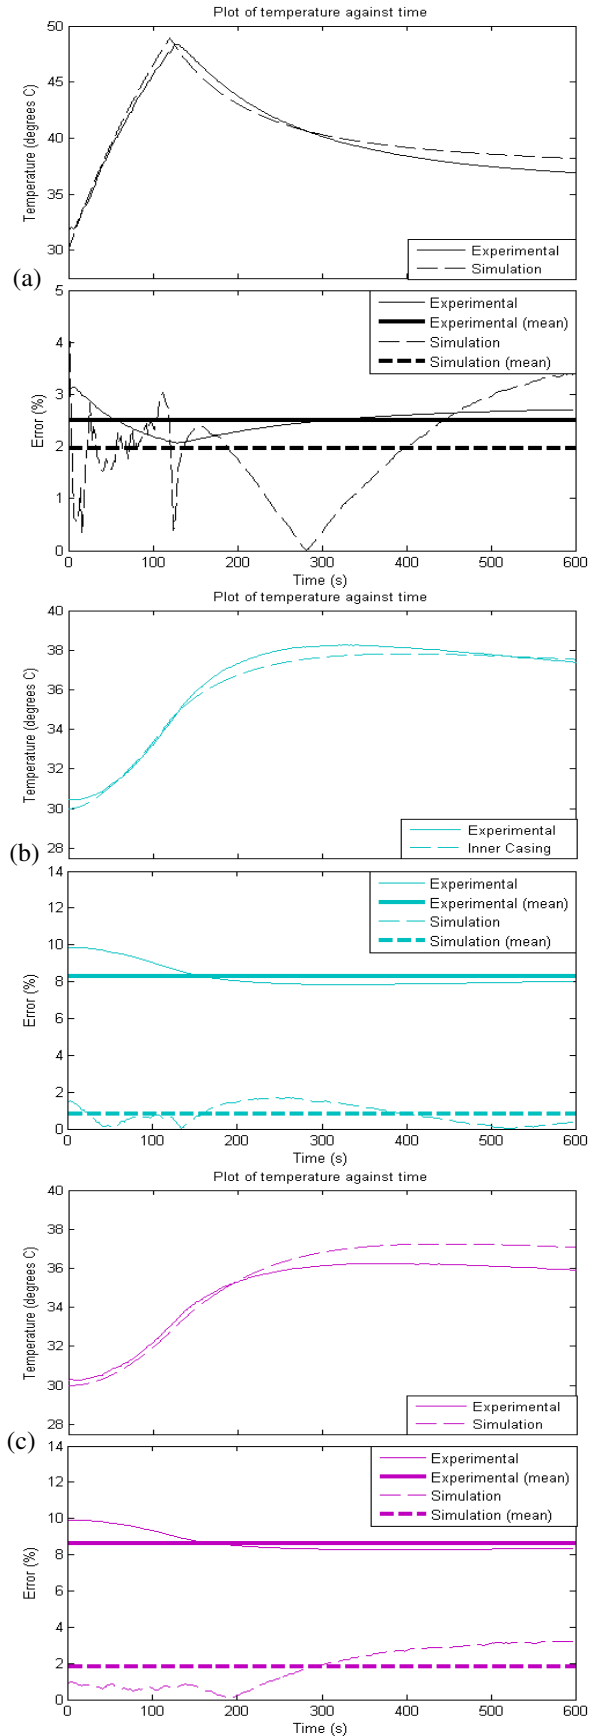 Plot of temperature against time
50
45
40
35
30
Temperature (degrees C)
Experimental
Simulation
(a)
5
4
3
2
1
0
Error (%)
Experimental
Experimental (mean)
Simulation
Simulation (mean)
0 100 200 300 400 500 600
Time (s)
Plot of temperature against time
40
38
36
34
32
30
28
Temperature (degrees C)
Experimental
Inner Casing
(b)
14
12
10
8
6
4
2
0
Error (%)
Experimental
Experimental (mean)
Simulation
Simulation (mean)
0 100 200 300 400 500 600
Time (s)
Plot of temperature against time
40
38
36
34
32
30
28
Temperature (degrees C)
Experimental
Simulation
(c)
14
12
10
8
6
4
2
0
Error (%)
Experimental
Experimental (mean)
Simulation
Simulation (mean)
0 100 200 300 400 500 600
Time (s)